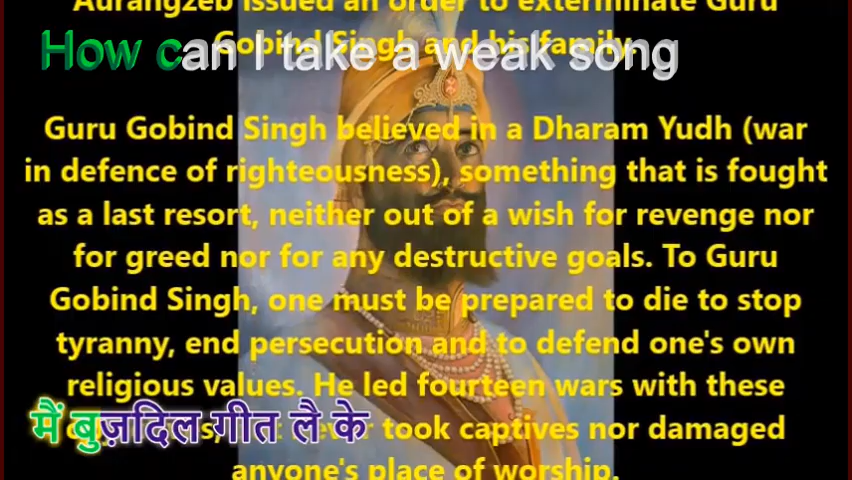 Aurangzeb issued an order to exterminate Guru
Gobind Singh and his family.
How can I take a weak song
Guru Gobind Singh believed in a Dharam Yudh (war
in defence of righteousness), something that is fought
as a last resort, neither out of a wish for revenge nor
for greed nor for any destructive goals. To Guru
Gobind Singh, one must be prepared to die to stop
tyranny, end persecution and to defend one's own
religious values. He led fourteen wars with these
took captives nor damaged
anyone's place of worship.
मैं बुज़दिल गीत लै के